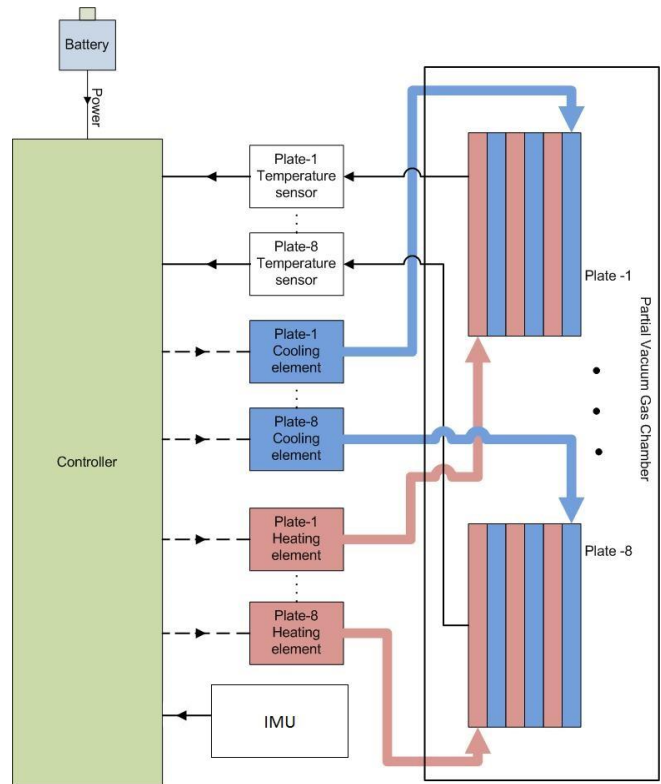 Battery
Power
Plate-1
Temperature
sensor
Plate-8
Temperature
sensor
Plate-1
Cooling
element
Plate-8
Cooling
element
Controller
Plate-1
Heating
element
Plate-8
Heating
element
IMU
Plate -1
Partial Vacuum Gas Chamber
Plate -8